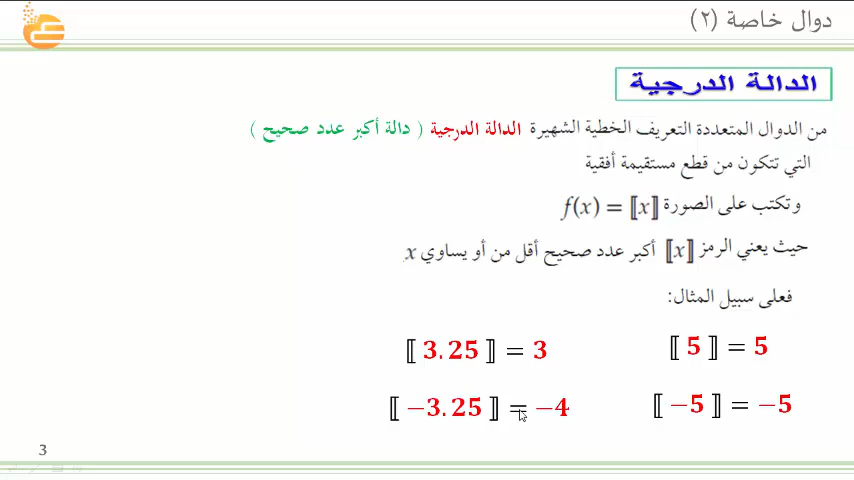 دوال خاصة (٢)
الدالة الدرجية
من الدوال المتعددة التعريف الخطية الشهيرة الدالة الدرجية ( دالة أكبر عدد صحيح )
التي تتكون من قطع مستقيمة أفقية
وتكتب على الصورة f(x) = ⟦x⟧
حيث يعني الرمز ⟦x⟧ أكبر عدد صحيح أقل من أو يساوي x.
فعلى سبيل المثال:
⟦ 5 ⟧ = 5
⟦ 3.25 ⟧ = 3
⟦ −5 ⟧ = −5
⟦ −3.25 ⟧ = −4
3